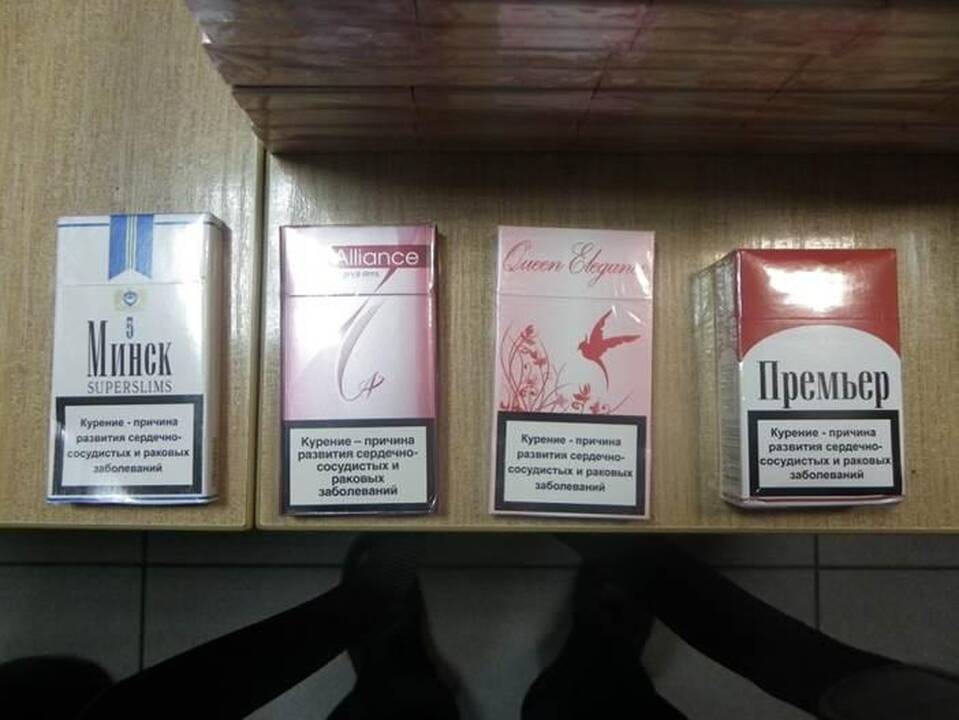 5
Минск
SUPERSLIMS
Курение - причина
развития сердечно-
сосудистых и раковых
заболеваний
Alliance
Курение – причина
развития сердечно-
сосудистых и
раковых
заболеваний
Queen Elegance
Курение - причина
развития сердечно-
сосудистых и раковых
заболеваний
Премьер
Курение - причина
развития сердечно-
сосудистых и раковых
заболеваний